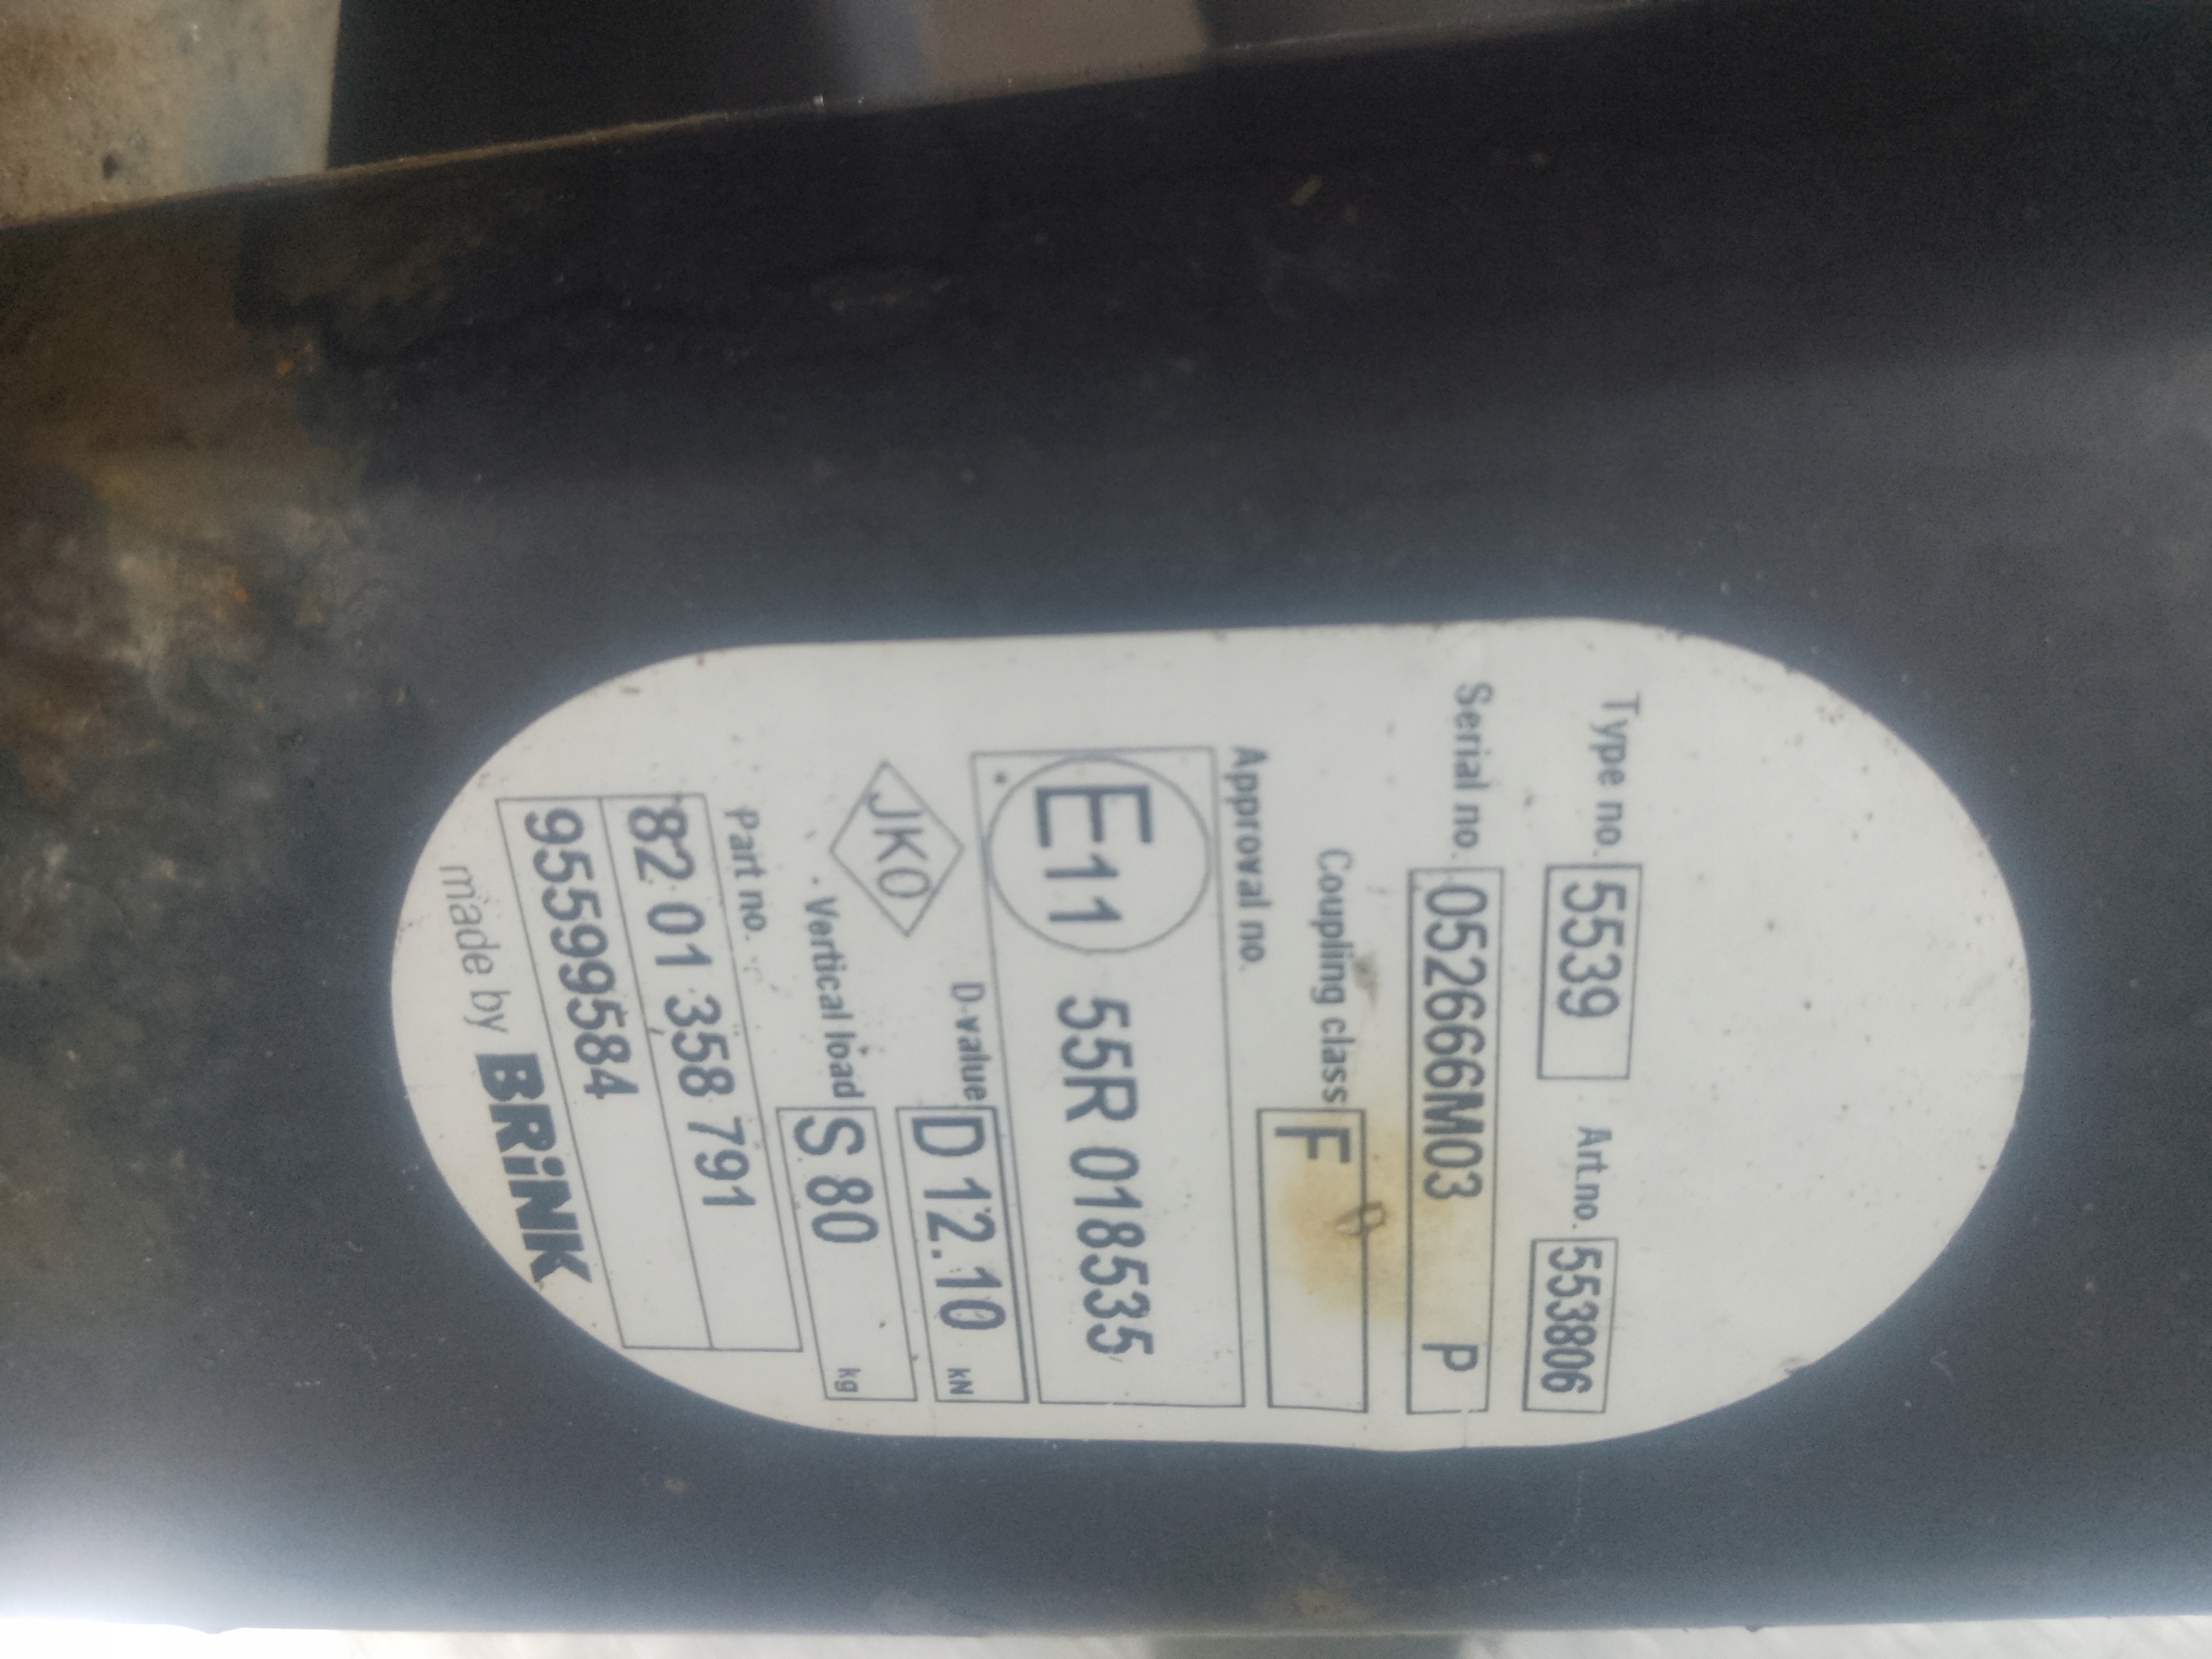 Type no. 5539 Art.no. 553806
Serial no. 052666M03 P
Coupling class F
Approval no.
E11 55R 018535
D-value D 12.10 kN
JKO
Vertical load S 80 kg
Part no.
82 01 358 791
95599584
made by BRiNK